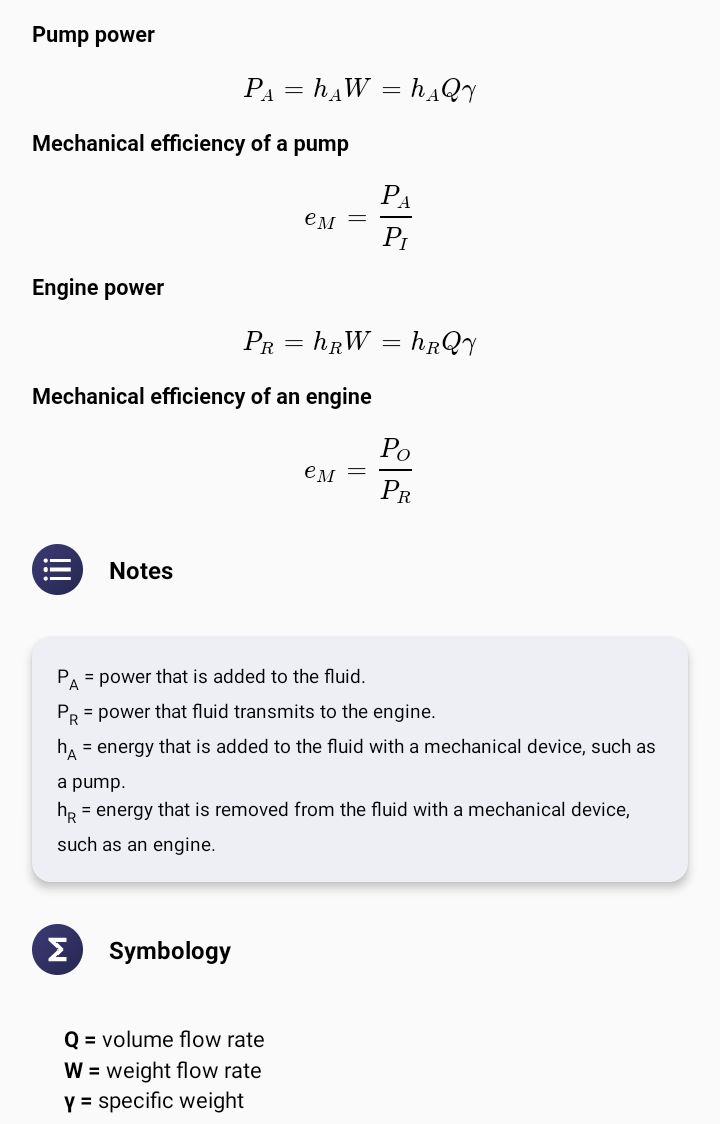 Pump power
P_A = h_A W = h_A Qγ
Mechanical efficiency of a pump
e_M = P_A / P_I
Engine power
P_R = h_R W = h_R Qγ
Mechanical efficiency of an engine
e_M = P_O / P_R
Notes
P_A = power that is added to the fluid.
P_R = power that fluid transmits to the engine.
h_A = energy that is added to the fluid with a mechanical device, such as
a pump.
h_R = energy that is removed from the fluid with a mechanical device,
such as an engine.
Σ Symbology
Q = volume flow rate
W = weight flow rate
γ = specific weight